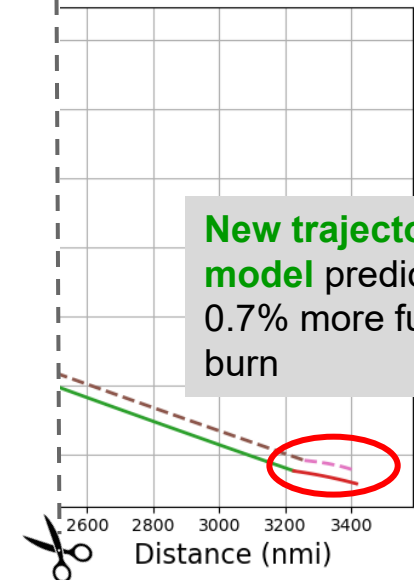 New trajecto
model predic
0.7% more fu
burn
2600 2800 3000 3200 3400
Distance (nmi)